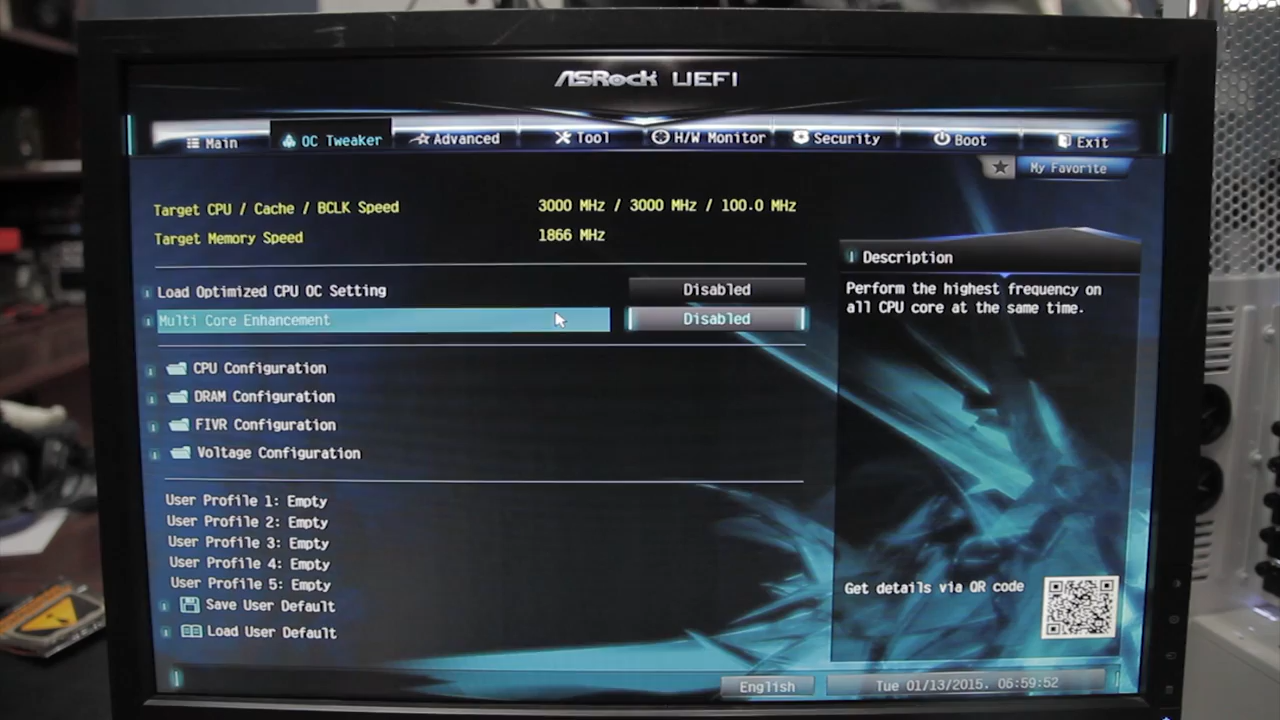 ASRock UEFI
Main OC Tweaker Advanced Tool H/W Monitor Security Boot Exit
My Favorite
Target CPU / Cache / BCLK Speed 3000 MHz / 3000 MHz / 100.0 MHz
Target Memory Speed 1866 MHz
Description
Perform the highest frequency on
all CPU core at the same time.
Load Optimized CPU OC Setting Disabled
Multi Core Enhancement Disabled
CPU Configuration
DRAM Configuration
FIVR Configuration
Voltage Configuration
User Profile 1: Empty
User Profile 2: Empty
User Profile 3: Empty
User Profile 4: Empty
User Profile 5: Empty
Save User Default
Load User Default
Get details via QR code
English Tue 01/13/2015. 06:59:52